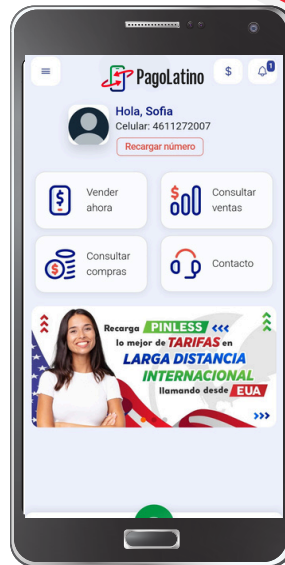 PagoLatino
$
1
Hola, Sofia
Celular: 4611272007
Recargar número
Vender
ahora
Consultar
ventas
Consultar
compras
Contacto
Recarga PINLESS <<<
lo mejor de TARIFAS en
LARGA DISTANCIA
INTERNACIONAL
llamando desde EUA
>>>